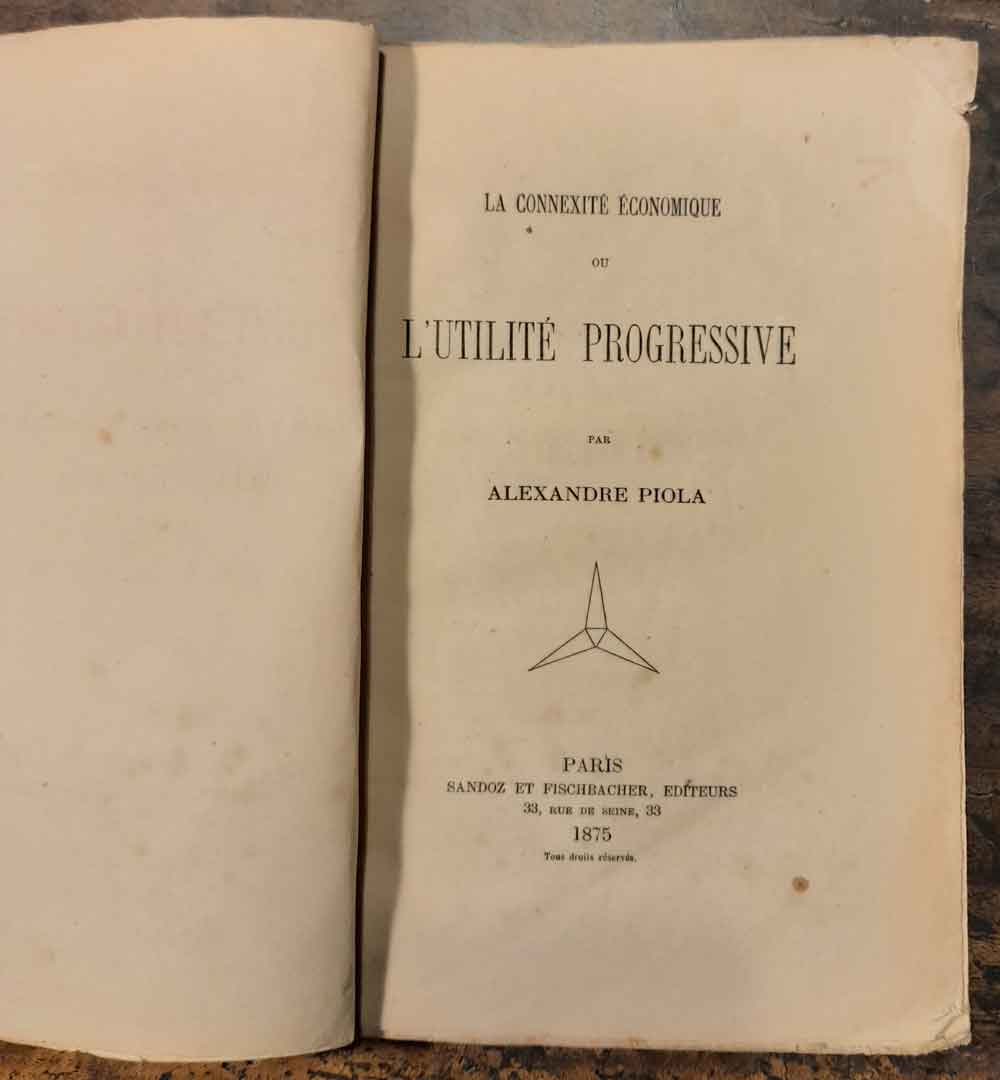 LA CONNEXITÉ ÉCONOMIQUE
OU
L'UTILITÉ PROGRESSIVE
PAR
ALEXANDRE PIOLA
PARIS
SANDOZ ET FISCHBACHER, EDITEURS
33, RUE DE SEINE, 33
1875
Tous droits réservés.